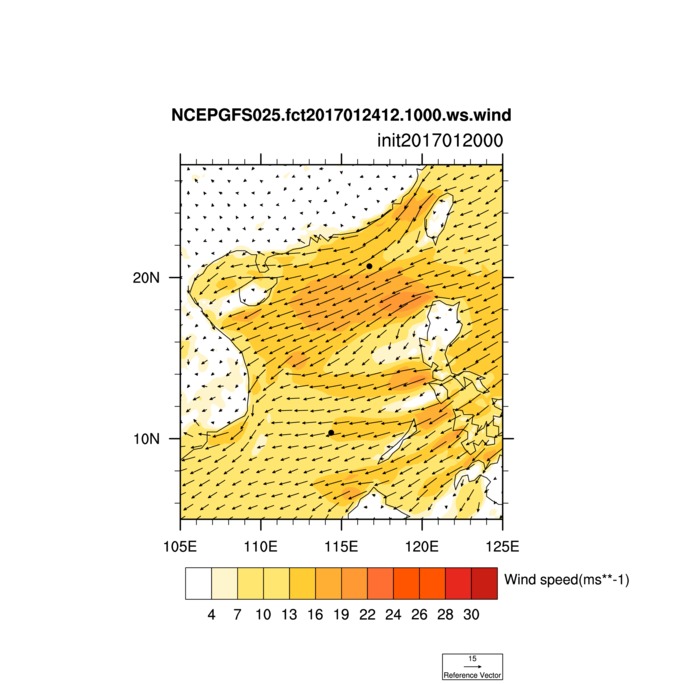 NCEPGFS025.fct2017012412.1000.ws.wind
init2017012000
20N
10N
105E 110E 115E 120E 125E
Wind speed(ms**-1)
4 7 10 13 16 19 22 24 26 28 30
15
Reference Vector